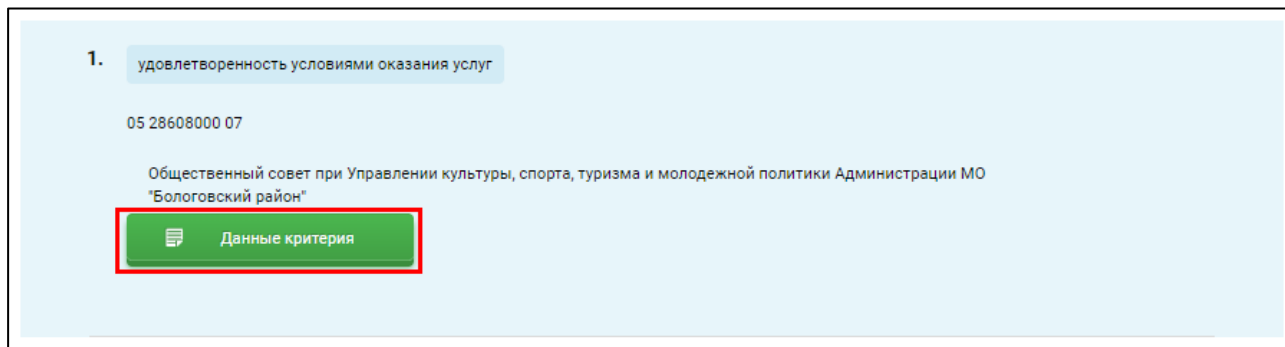 1.
удовлетворенность условиями оказания услуг
05 28608000 07
Общественный совет при Управлении культуры, спорта, туризма и молодежной политики Администрации МО
"Бологовский район"
Данные критерия